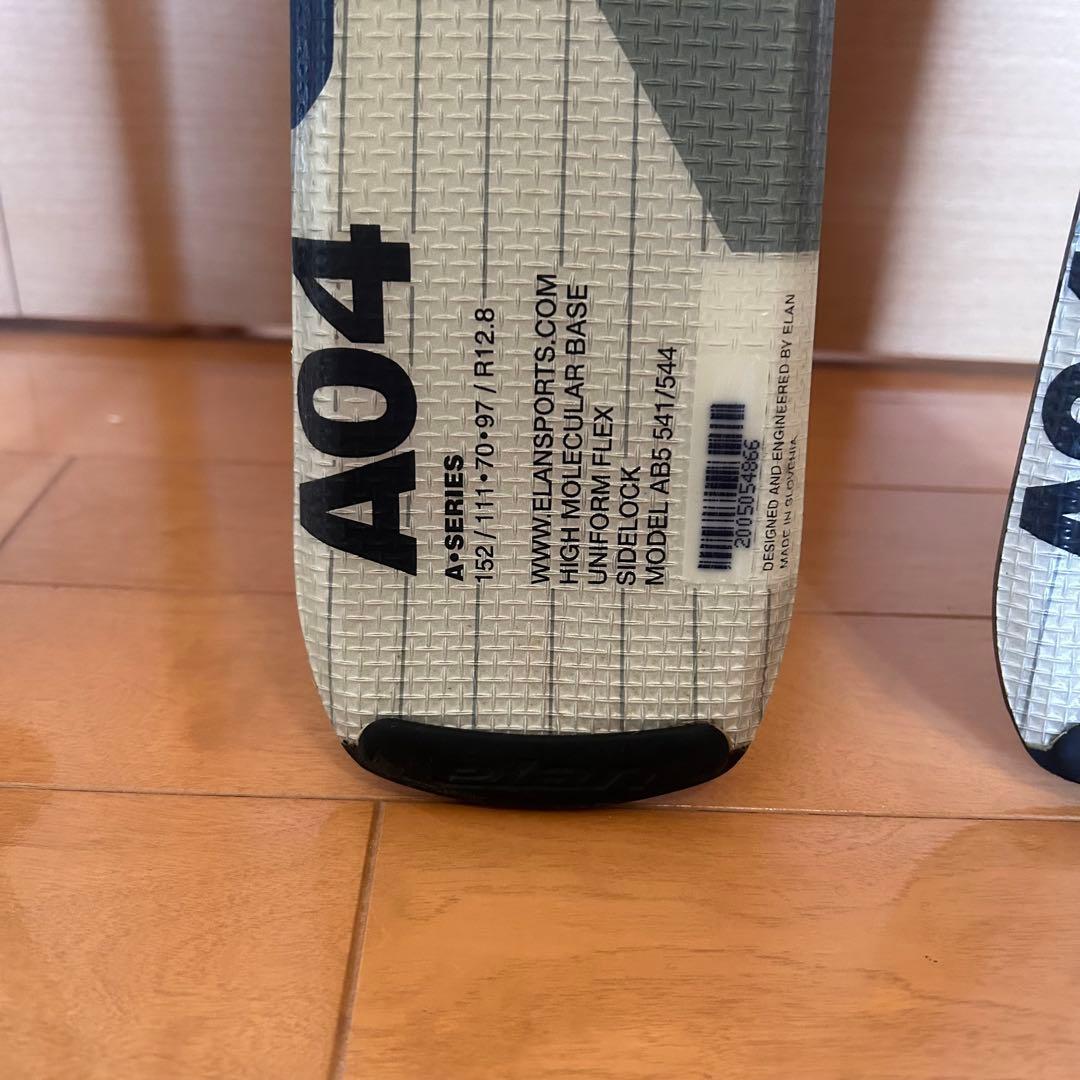 A04
A•SERIES
152 / 111•70•97 / R12.8
WWW.ELANSPORTS.COM
HIGH MOLECULAR BASE
UNIFORM FLEX
SIDELOCK
MODEL AB5 541/544
2005054866
DESIGNED AND ENGINEERED BY ELAN
MADE IN SLOVENIA
elan